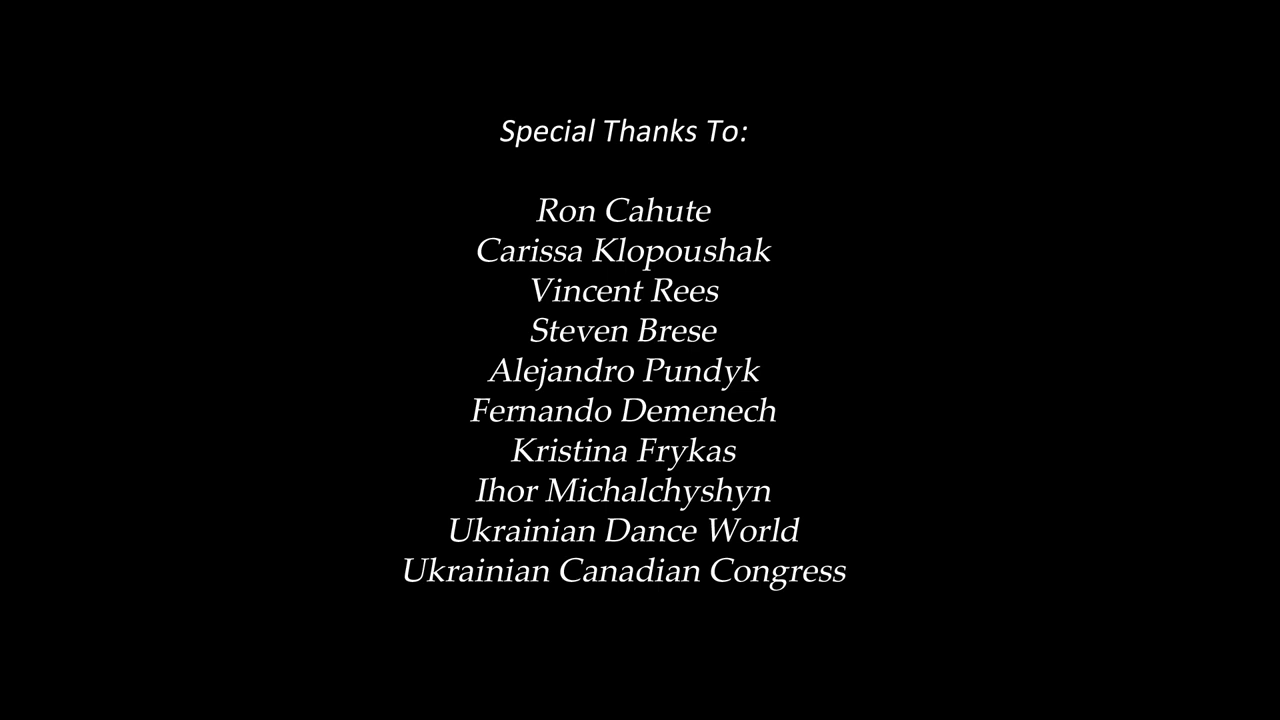 Special Thanks To:
Ron Cahute
Carissa Klopoushak
Vincent Rees
Steven Brese
Alejandro Pundyk
Fernando Demenech
Kristina Frykas
Ihor Michalchyshyn
Ukrainian Dance World
Ukrainian Canadian Congress